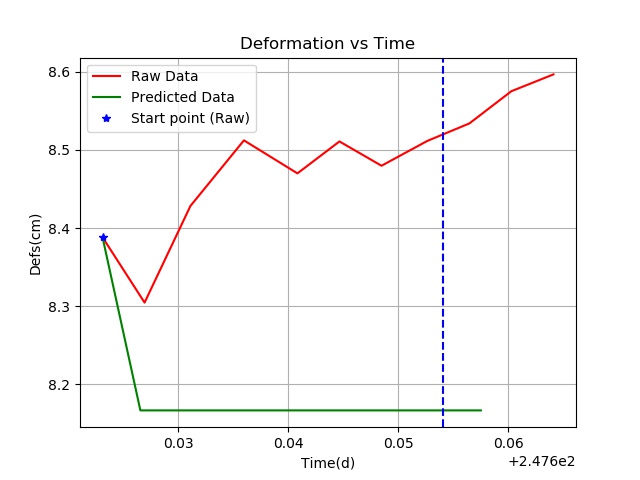 Deformation vs Time
Raw Data
Predicted Data
Start point (Raw)
Defs(cm)
8.6
8.5
8.4
8.3
8.2
0.03 0.04 0.05 0.06
Time(d)
+2.476e2